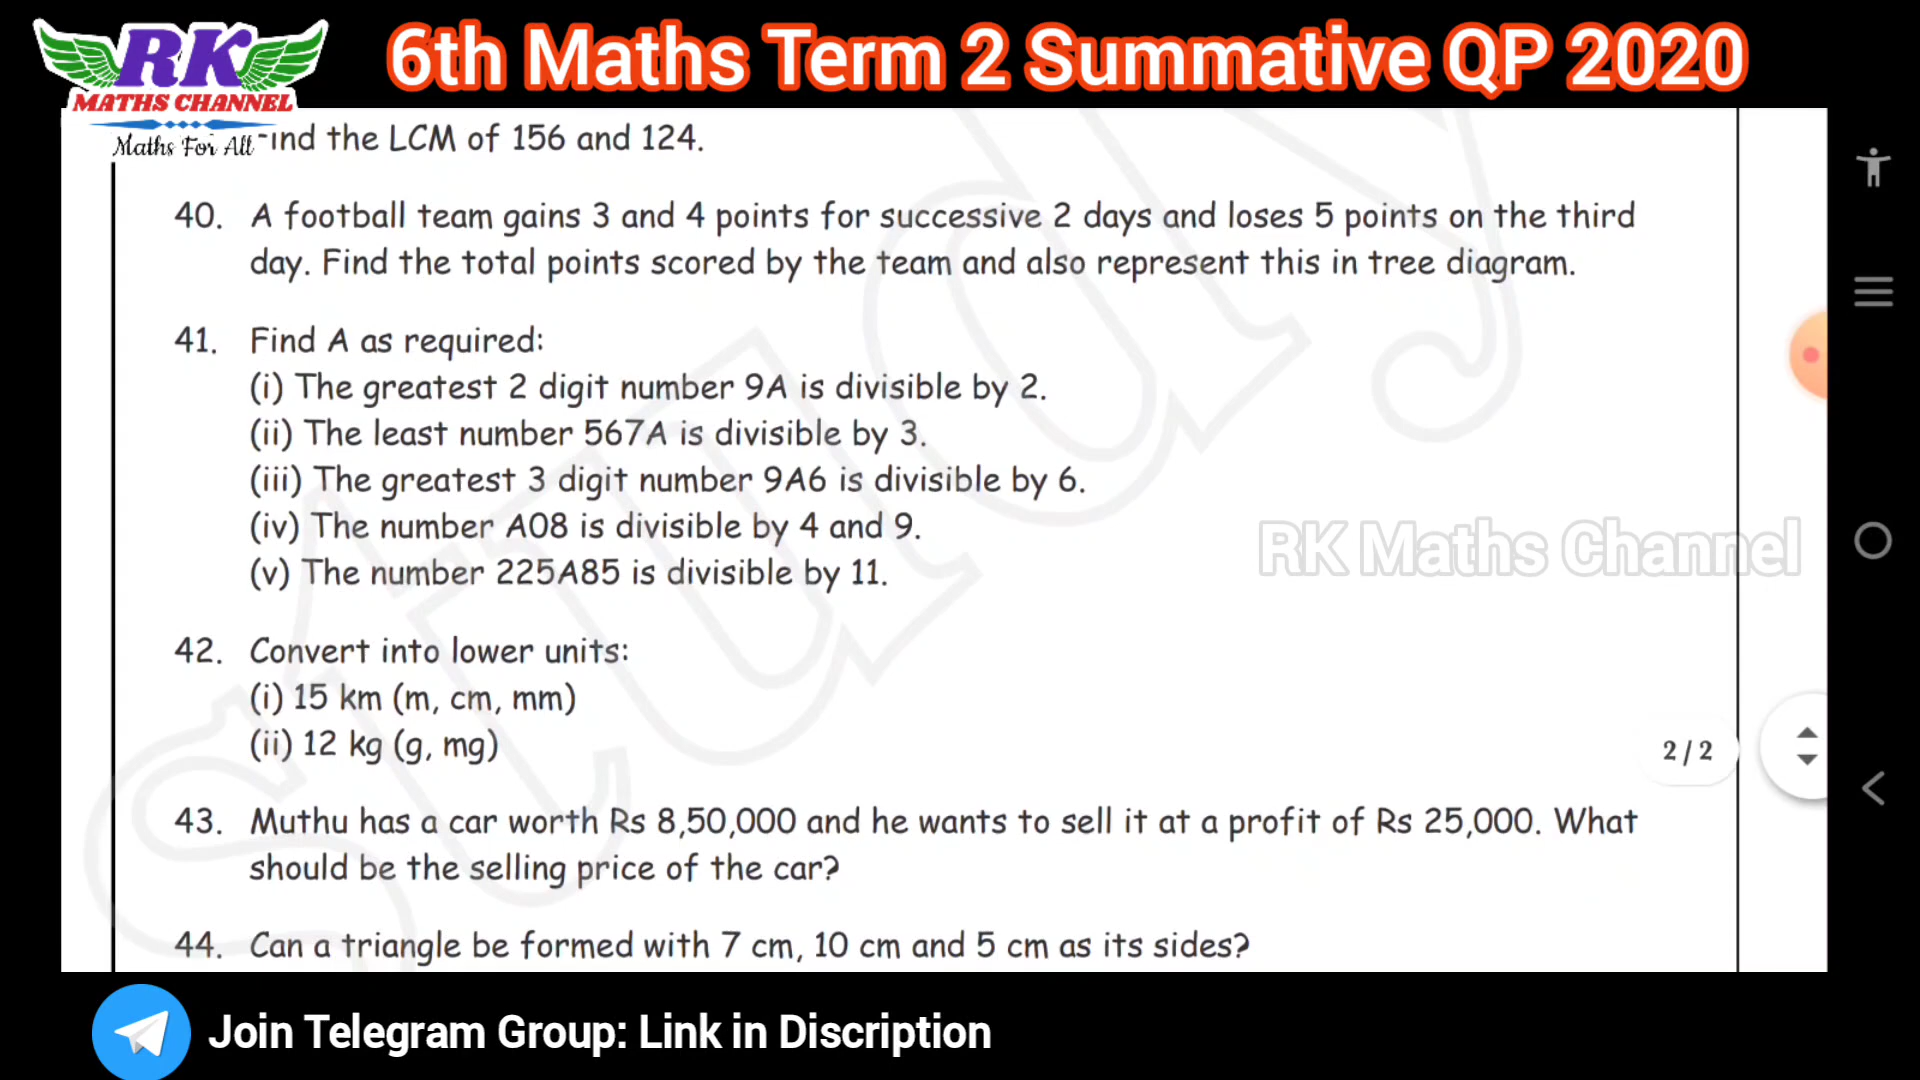 RK
MATHS CHANNEL
Maths For All
6th Maths Term 2 Summative QP 2020
ind the LCM of 156 and 124.
40. A football team gains 3 and 4 points for successive 2 days and loses 5 points on the third
day. Find the total points scored by the team and also represent this in tree diagram.
41. Find A as required:
(i) The greatest 2 digit number 9A is divisible by 2.
(ii) The least number 567A is divisible by 3.
(iii) The greatest 3 digit number 9A6 is divisible by 6.
(iv) The number A08 is divisible by 4 and 9.
(v) The number 225A85 is divisible by 11.
RK Maths Channel
42. Convert into lower units:
(i) 15 km (m, cm, mm)
(ii) 12 kg (g, mg)
2/2
43. Muthu has a car worth Rs 8,50,000 and he wants to sell it at a profit of Rs 25,000. What
should be the selling price of the car?
44. Can a triangle be formed with 7 cm, 10 cm and 5 cm as its sides?
study
Join Telegram Group: Link in Discription